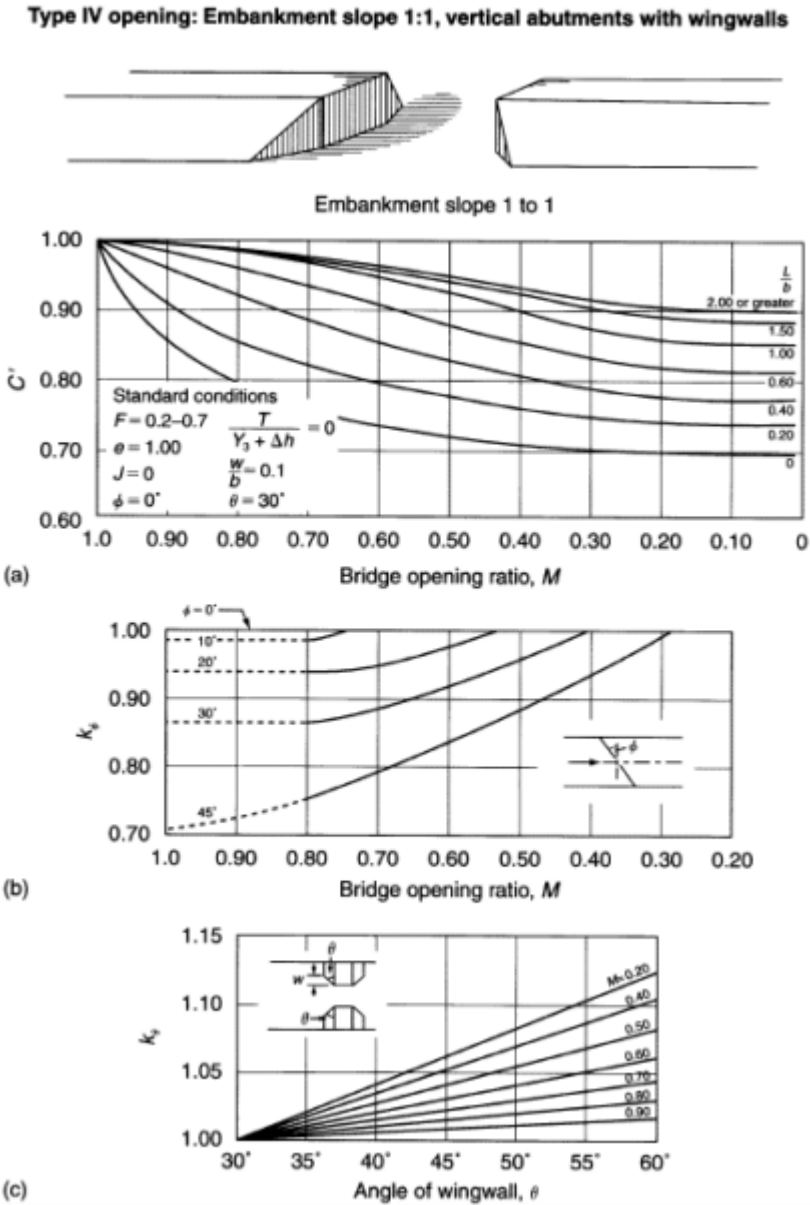 Type IV opening: Embankment slope 1:1, vertical abutments with wingwalls
Embankment slope 1 to 1
1.00
0.90
0.80
0.70
0.60
C′
L/b
2.00 or greater
1.50
1.00
0.60
0.40
0.20
0
Standard conditions
F = 0.2–0.7
T/(Y₃ + Δh) = 0
e = 1.00
J = 0
w/b = 0.1
ϕ = 0°
θ = 30°
1.0 0.90 0.80 0.70 0.60 0.50 0.40 0.30 0.20 0.10 0
Bridge opening ratio, M
(a)
ϕ = 0°
1.00
0.90
0.80
0.70
kϕ
10°
20°
30°
45°
ϕ
1.0 0.90 0.80 0.70 0.60 0.50 0.40 0.30 0.20
Bridge opening ratio, M
(b)
1.15
1.10
1.05
1.00
θ
w
θ
M=0.20
0.40
0.50
0.60
0.70
0.80
0.90
30° 35° 40° 45° 50° 55° 60°
Angle of wingwall, θ
(c)